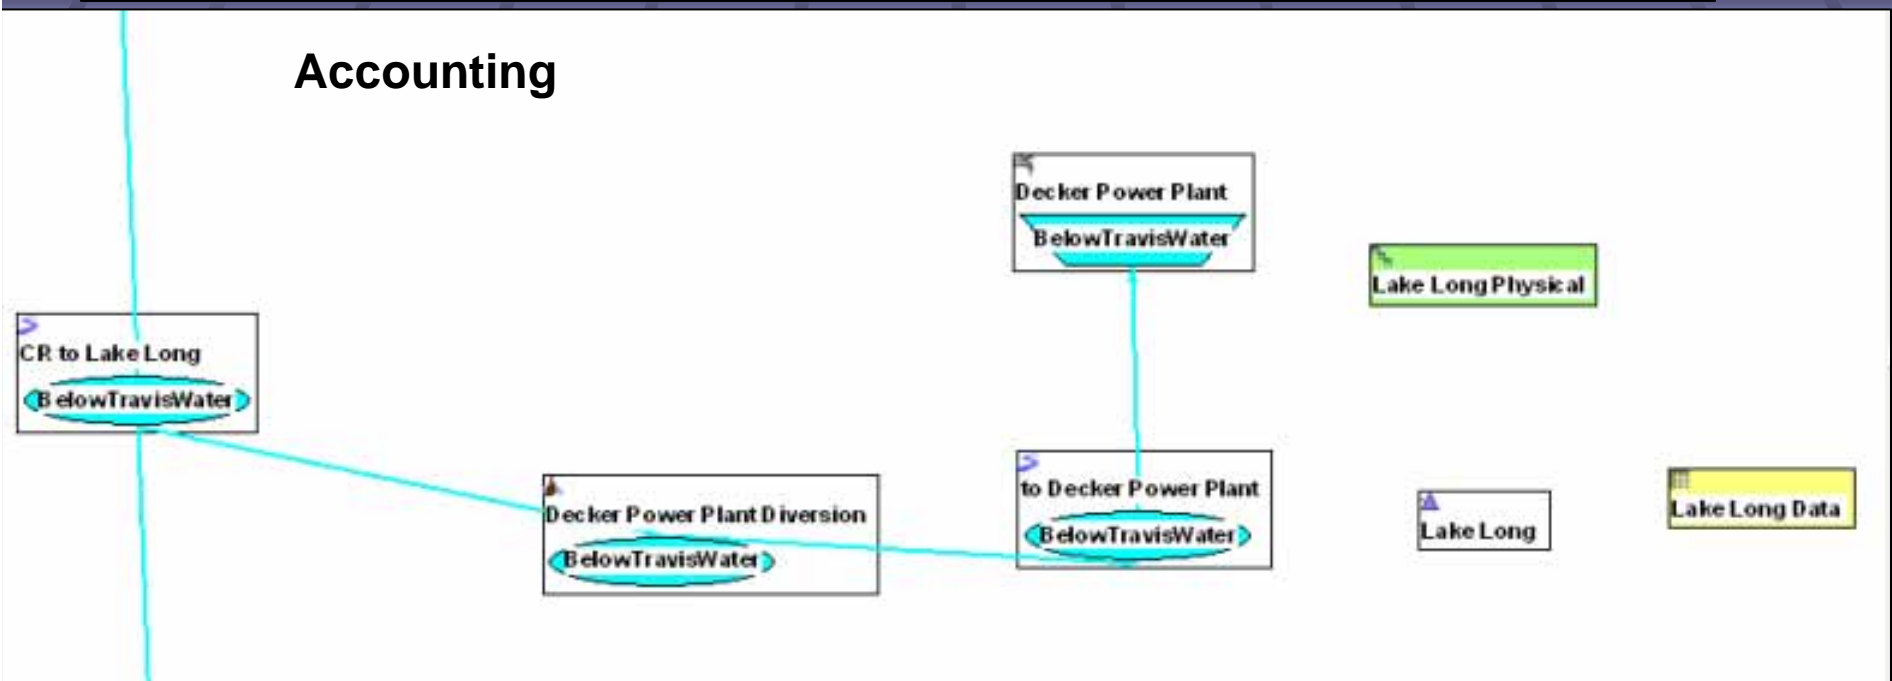 Accounting
Decker Power Plant
BelowTravisWater
Lake Long Physical
CR to Lake Long
BelowTravisWater
Decker Power Plant Diversion
BelowTravisWater
to Decker Power Plant
BelowTravisWater
Lake Long
Lake Long Data